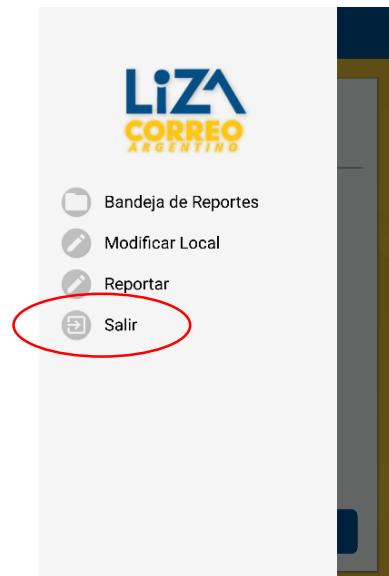 LiZA
CORREO
ARGENTINO
Bandeja de Reportes
Modificar Local
Reportar
Salir